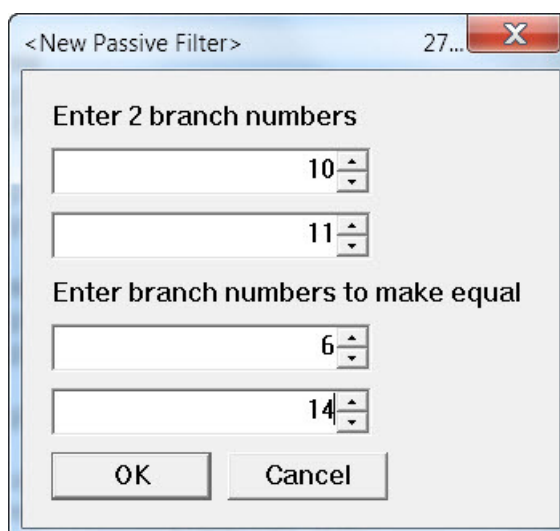 <New Passive Filter> 27...
Enter 2 branch numbers
10
11
Enter branch numbers to make equal
6
14
OK Cancel